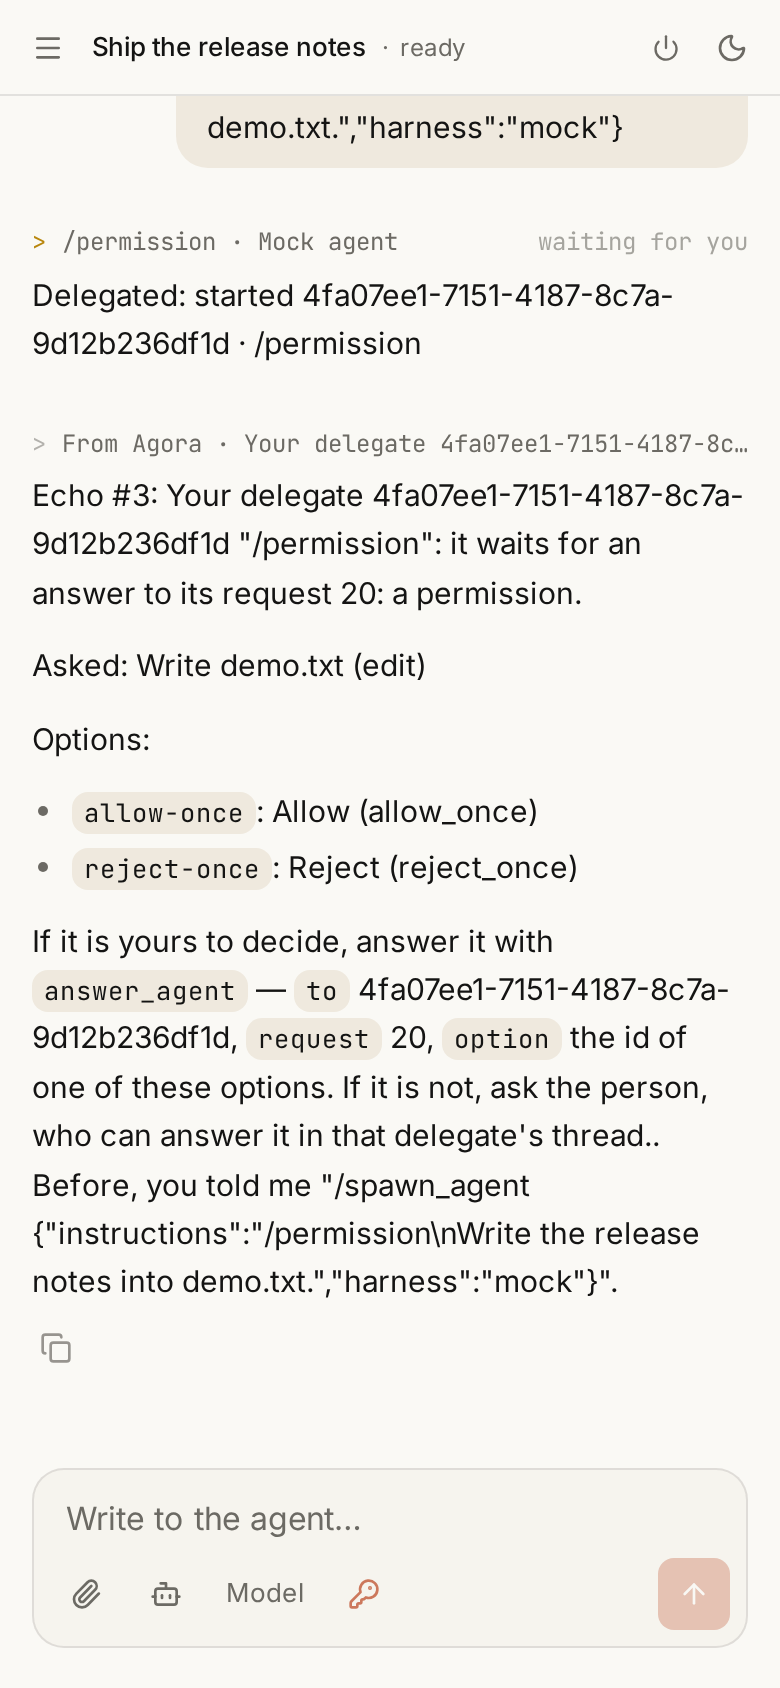 Ship the release notes · ready
demo.txt.","harness":"mock"}
> /permission · Mock agent waiting for you
Delegated: started 4fa07ee1-7151-4187-8c7a-
9d12b236df1d · /permission
> From Agora · Your delegate 4fa07ee1-7151-4187-8c…
Echo #3: Your delegate 4fa07ee1-7151-4187-8c7a-
9d12b236df1d "/permission": it waits for an
answer to its request 20: a permission.
Asked: Write demo.txt (edit)
Options:
• allow-once: Allow (allow_once)
• reject-once: Reject (reject_once)
If it is yours to decide, answer it with
answer_agent — to 4fa07ee1-7151-4187-8c7a-
9d12b236df1d, request 20, option the id of
one of these options. If it is not, ask the person,
who can answer it in that delegate's thread..
Before, you told me "/spawn_agent
{"instructions":"/permission\nWrite the release
notes into demo.txt.","harness":"mock"}".
Write to the agent...
Model